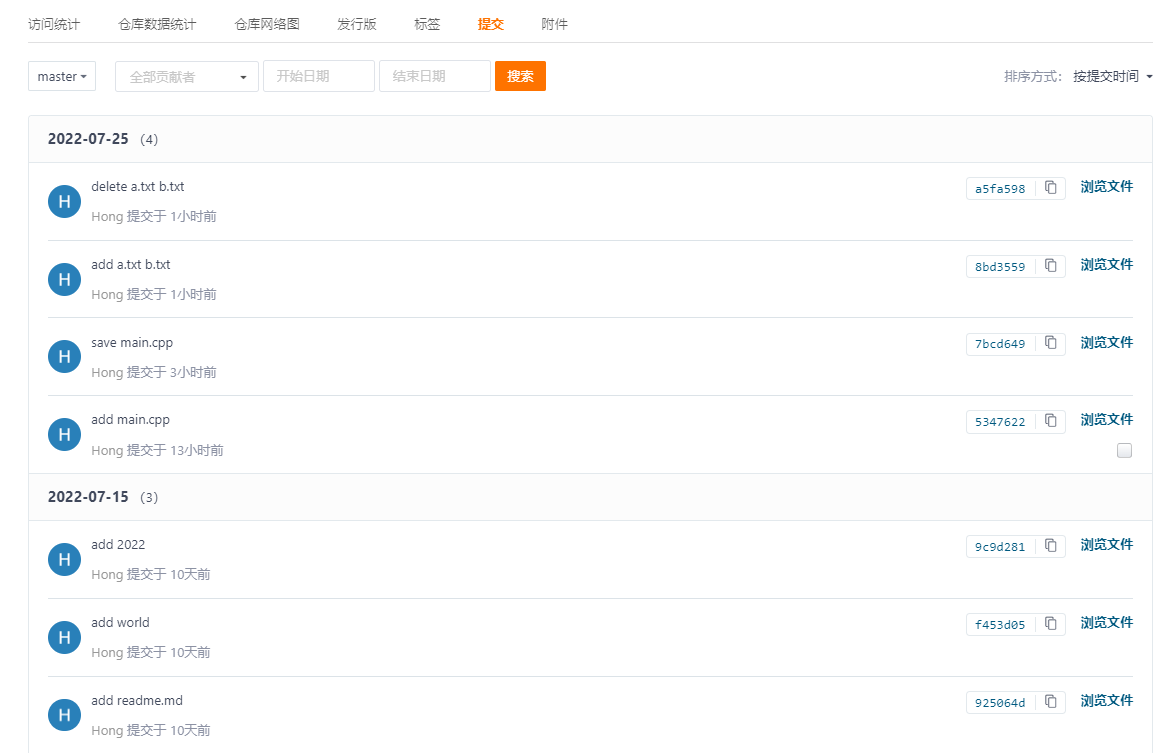 访问统计 仓库数据统计 仓库网络图 发行版 标签 提交 附件
master 全部贡献者 开始日期 结束日期 搜索 排序方式: 按提交时间
2022-07-25 (4)
H delete a.txt b.txt a5fa598 浏览文件
Hong 提交于 1小时前
H add a.txt b.txt 8bd3559 浏览文件
Hong 提交于 1小时前
H save main.cpp 7bcd649 浏览文件
Hong 提交于 3小时前
H add main.cpp 5347622 浏览文件
Hong 提交于 13小时前
2022-07-15 (3)
H add 2022 9c9d281 浏览文件
Hong 提交于 10天前
H add world f453d05 浏览文件
Hong 提交于 10天前
H add readme.md 925064d 浏览文件
Hong 提交于 10天前